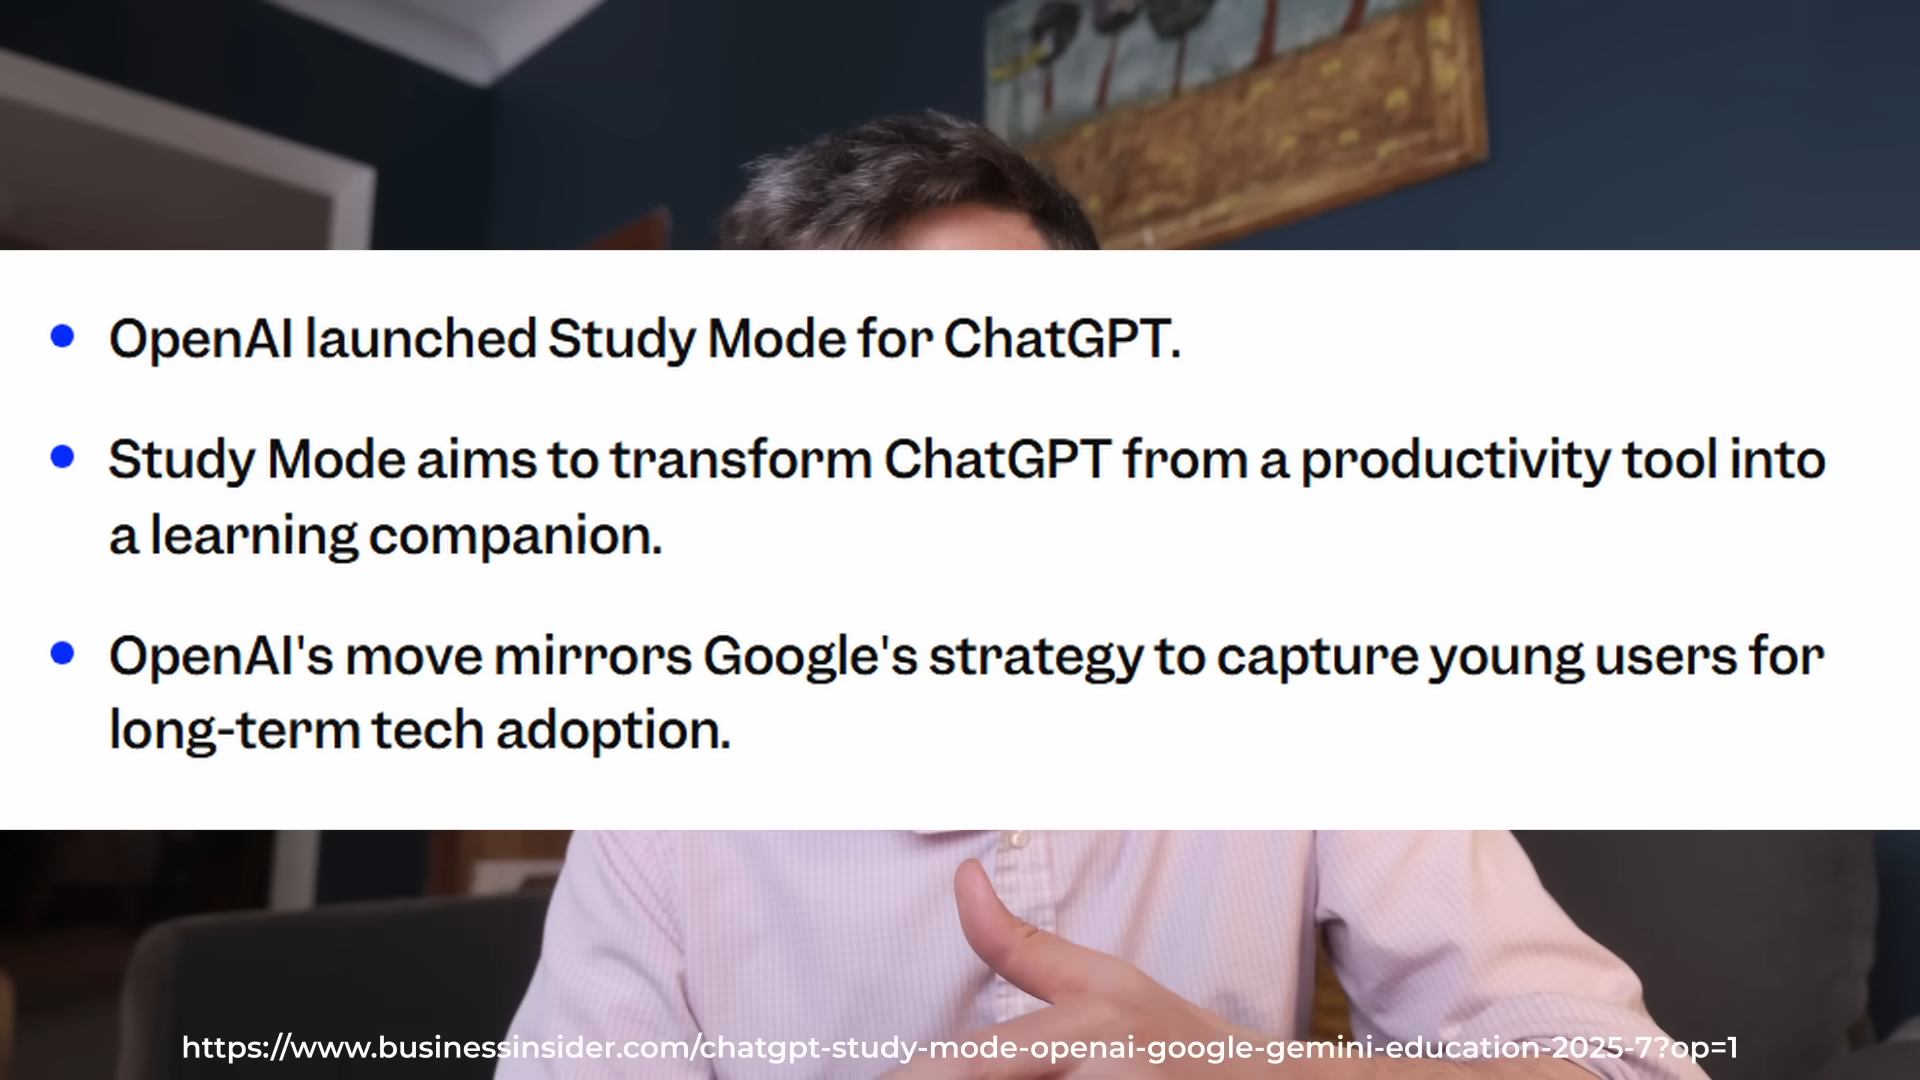 OpenAI launched Study Mode for ChatGPT.
Study Mode aims to transform ChatGPT from a productivity tool into
a learning companion.
OpenAI's move mirrors Google's strategy to capture young users for
long-term tech adoption.
https://www.businessinsider.com/chatgpt-study-mode-openai-google-gemini-education-2025-7?op=1